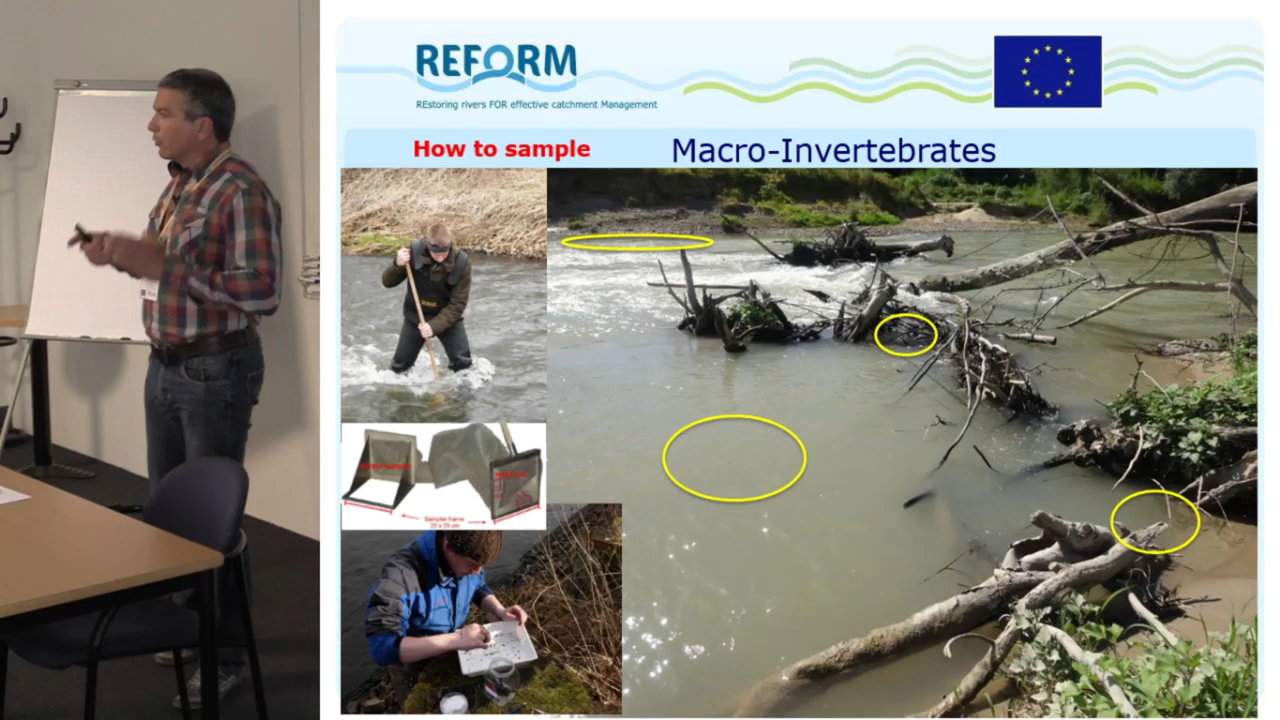 REFORM
REstoring rivers FOR effective catchment Management
How to sample
Macro-Invertebrates
Sampler frame
25 x 25 cm